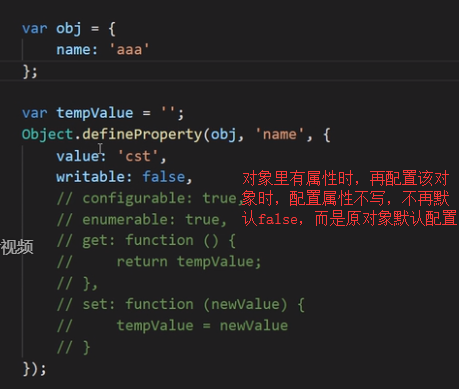 var obj = {
name: 'aaa'
};
var tempValue = '';
Object.defineProperty(obj, 'name', {
value: 'cst',
writable: false,
// configurable: true,
// enumerable: true,
// get: function () {
//     return tempValue;
// },
// set: function (newValue) {
//     tempValue = newValue
// }
});
对象里有属性时，再配置该对
象时，配置属性不写，不再默
认false，而是原对象默认配置
视频